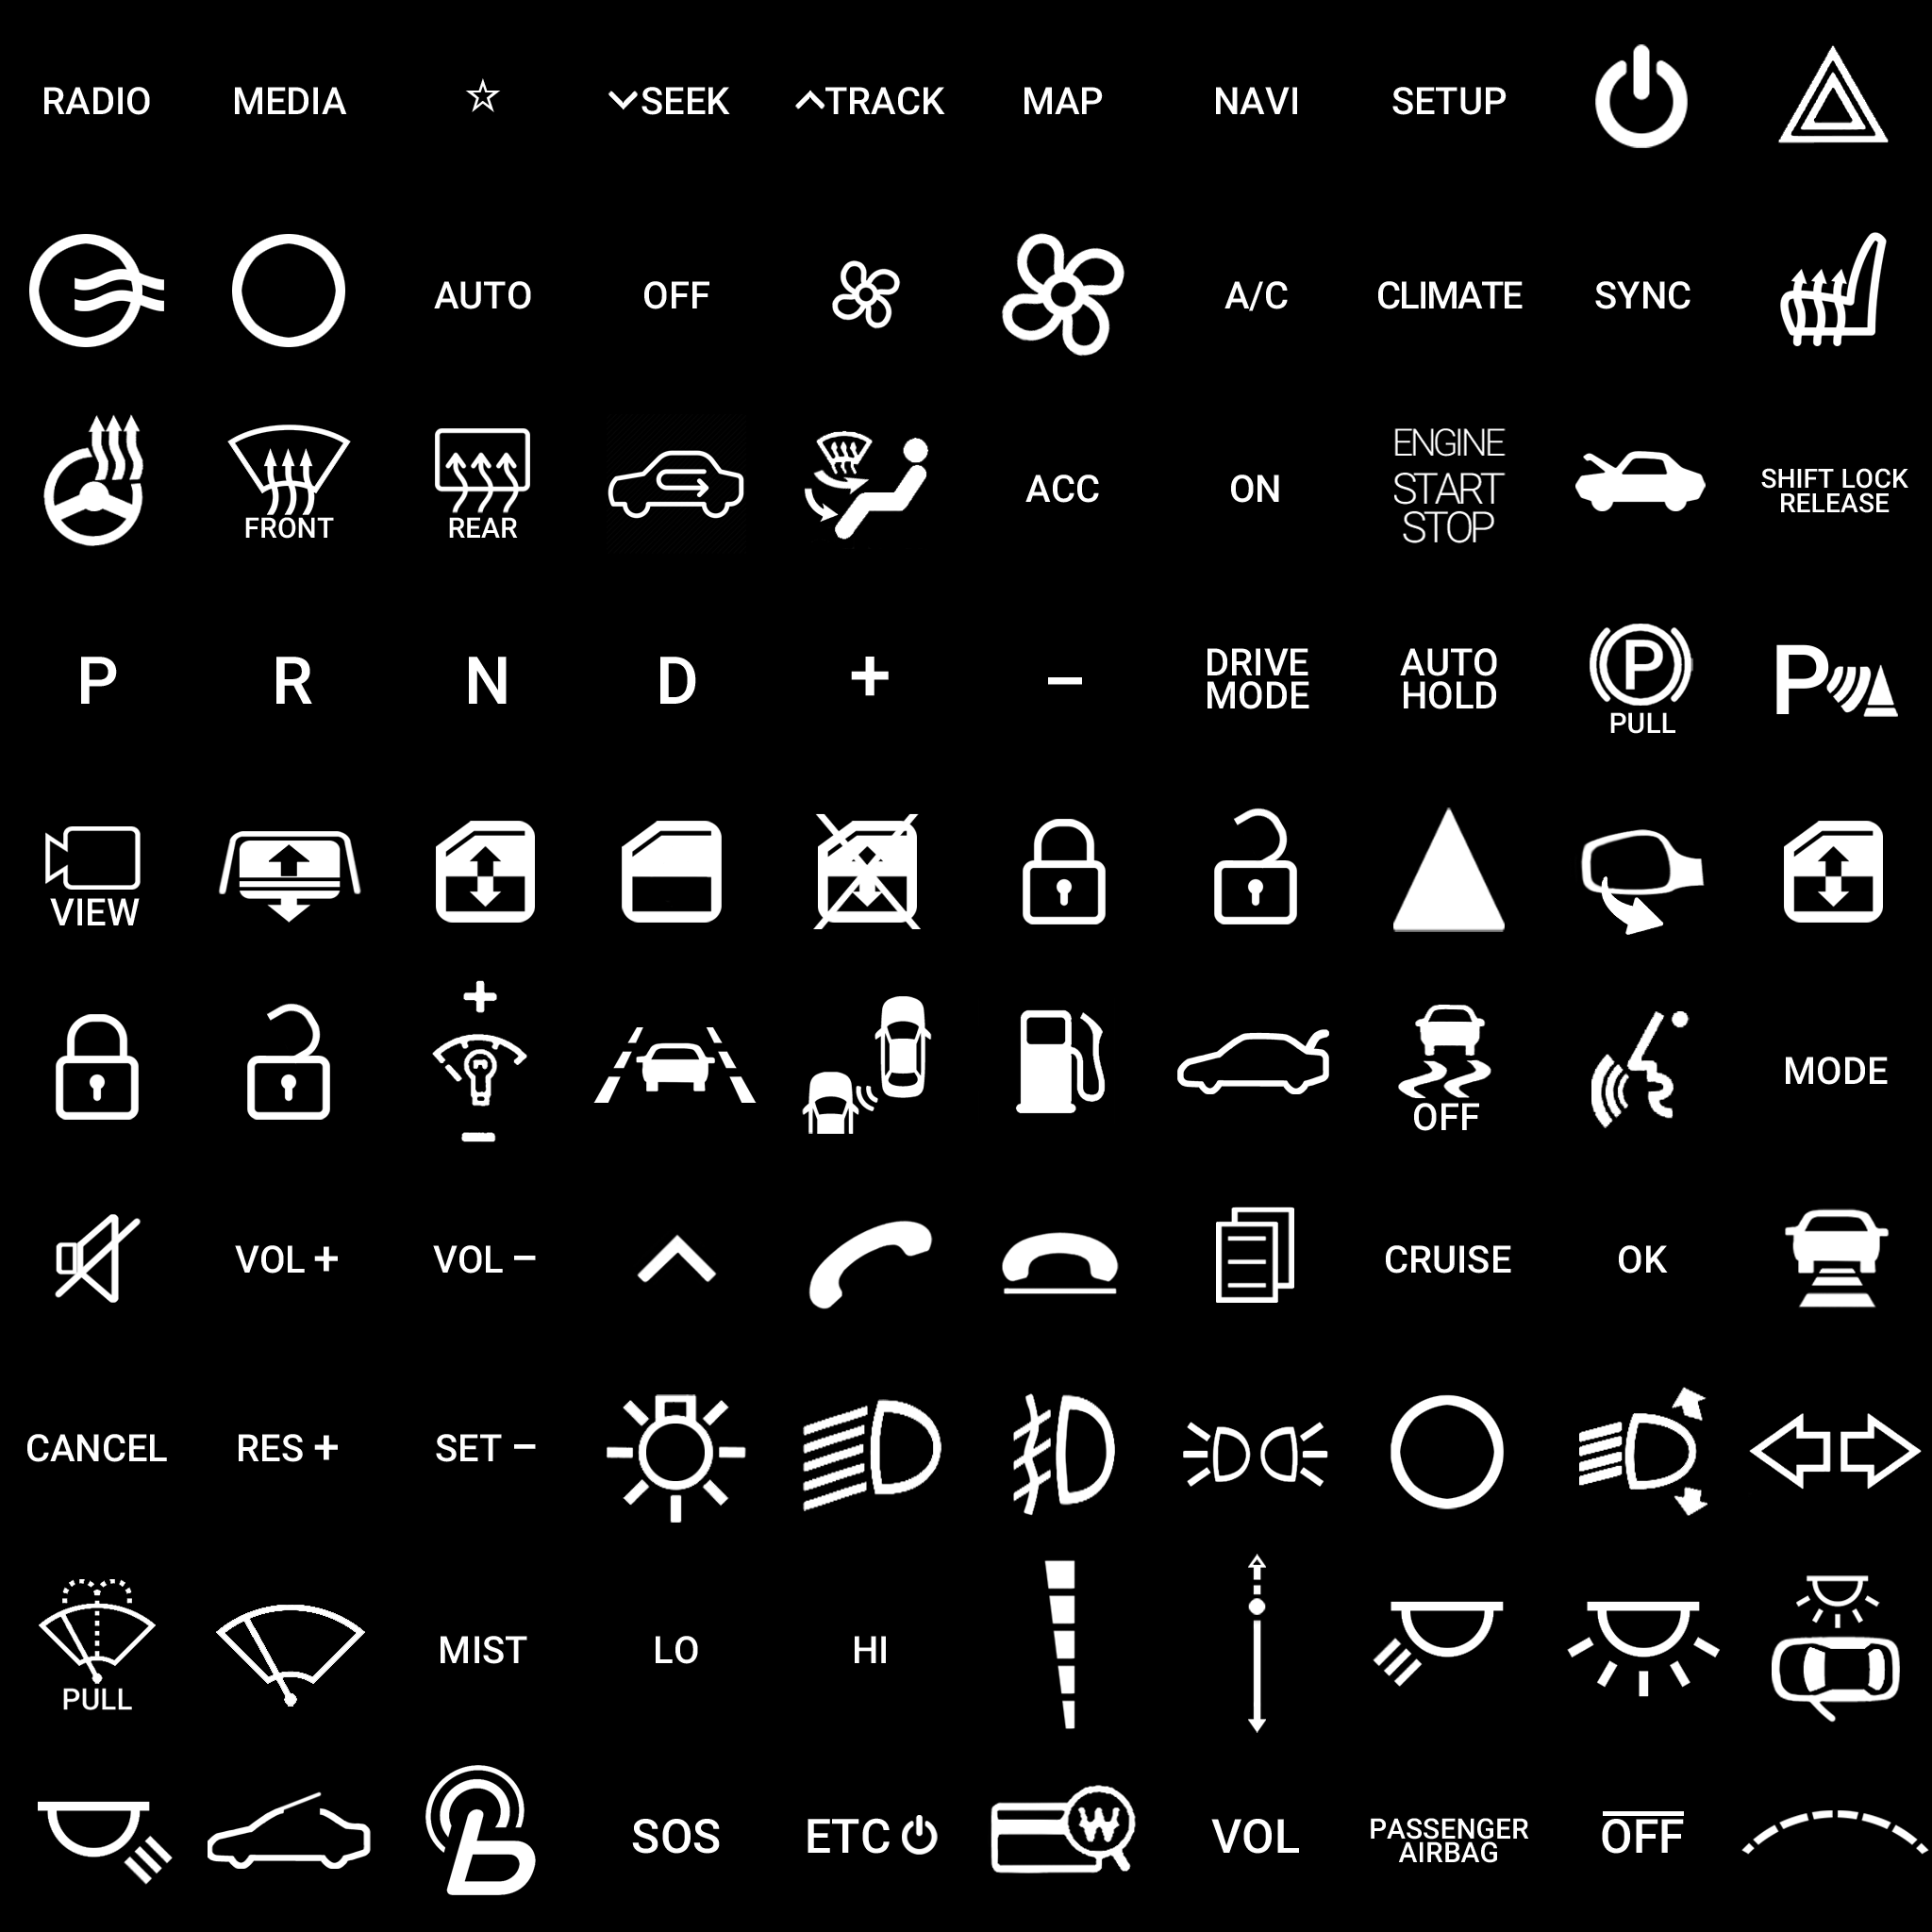 RADIO
MEDIA
SEEK
TRACK
MAP
NAVI
SETUP
AUTO
OFF
A/C
CLIMATE
SYNC
FRONT
REAR
ACC
ON
ENGINE
START
STOP
SHIFT LOCK
RELEASE
P
R
N
D
+
−
DRIVE
MODE
AUTO
HOLD
P
PULL
P
VIEW
+
−
OFF
MODE
VOL +
VOL −
CRUISE
OK
CANCEL
RES +
SET −
PULL
MIST
LO
HI
SOS
ETC
W
VOL
PASSENGER
AIRBAG
OFF